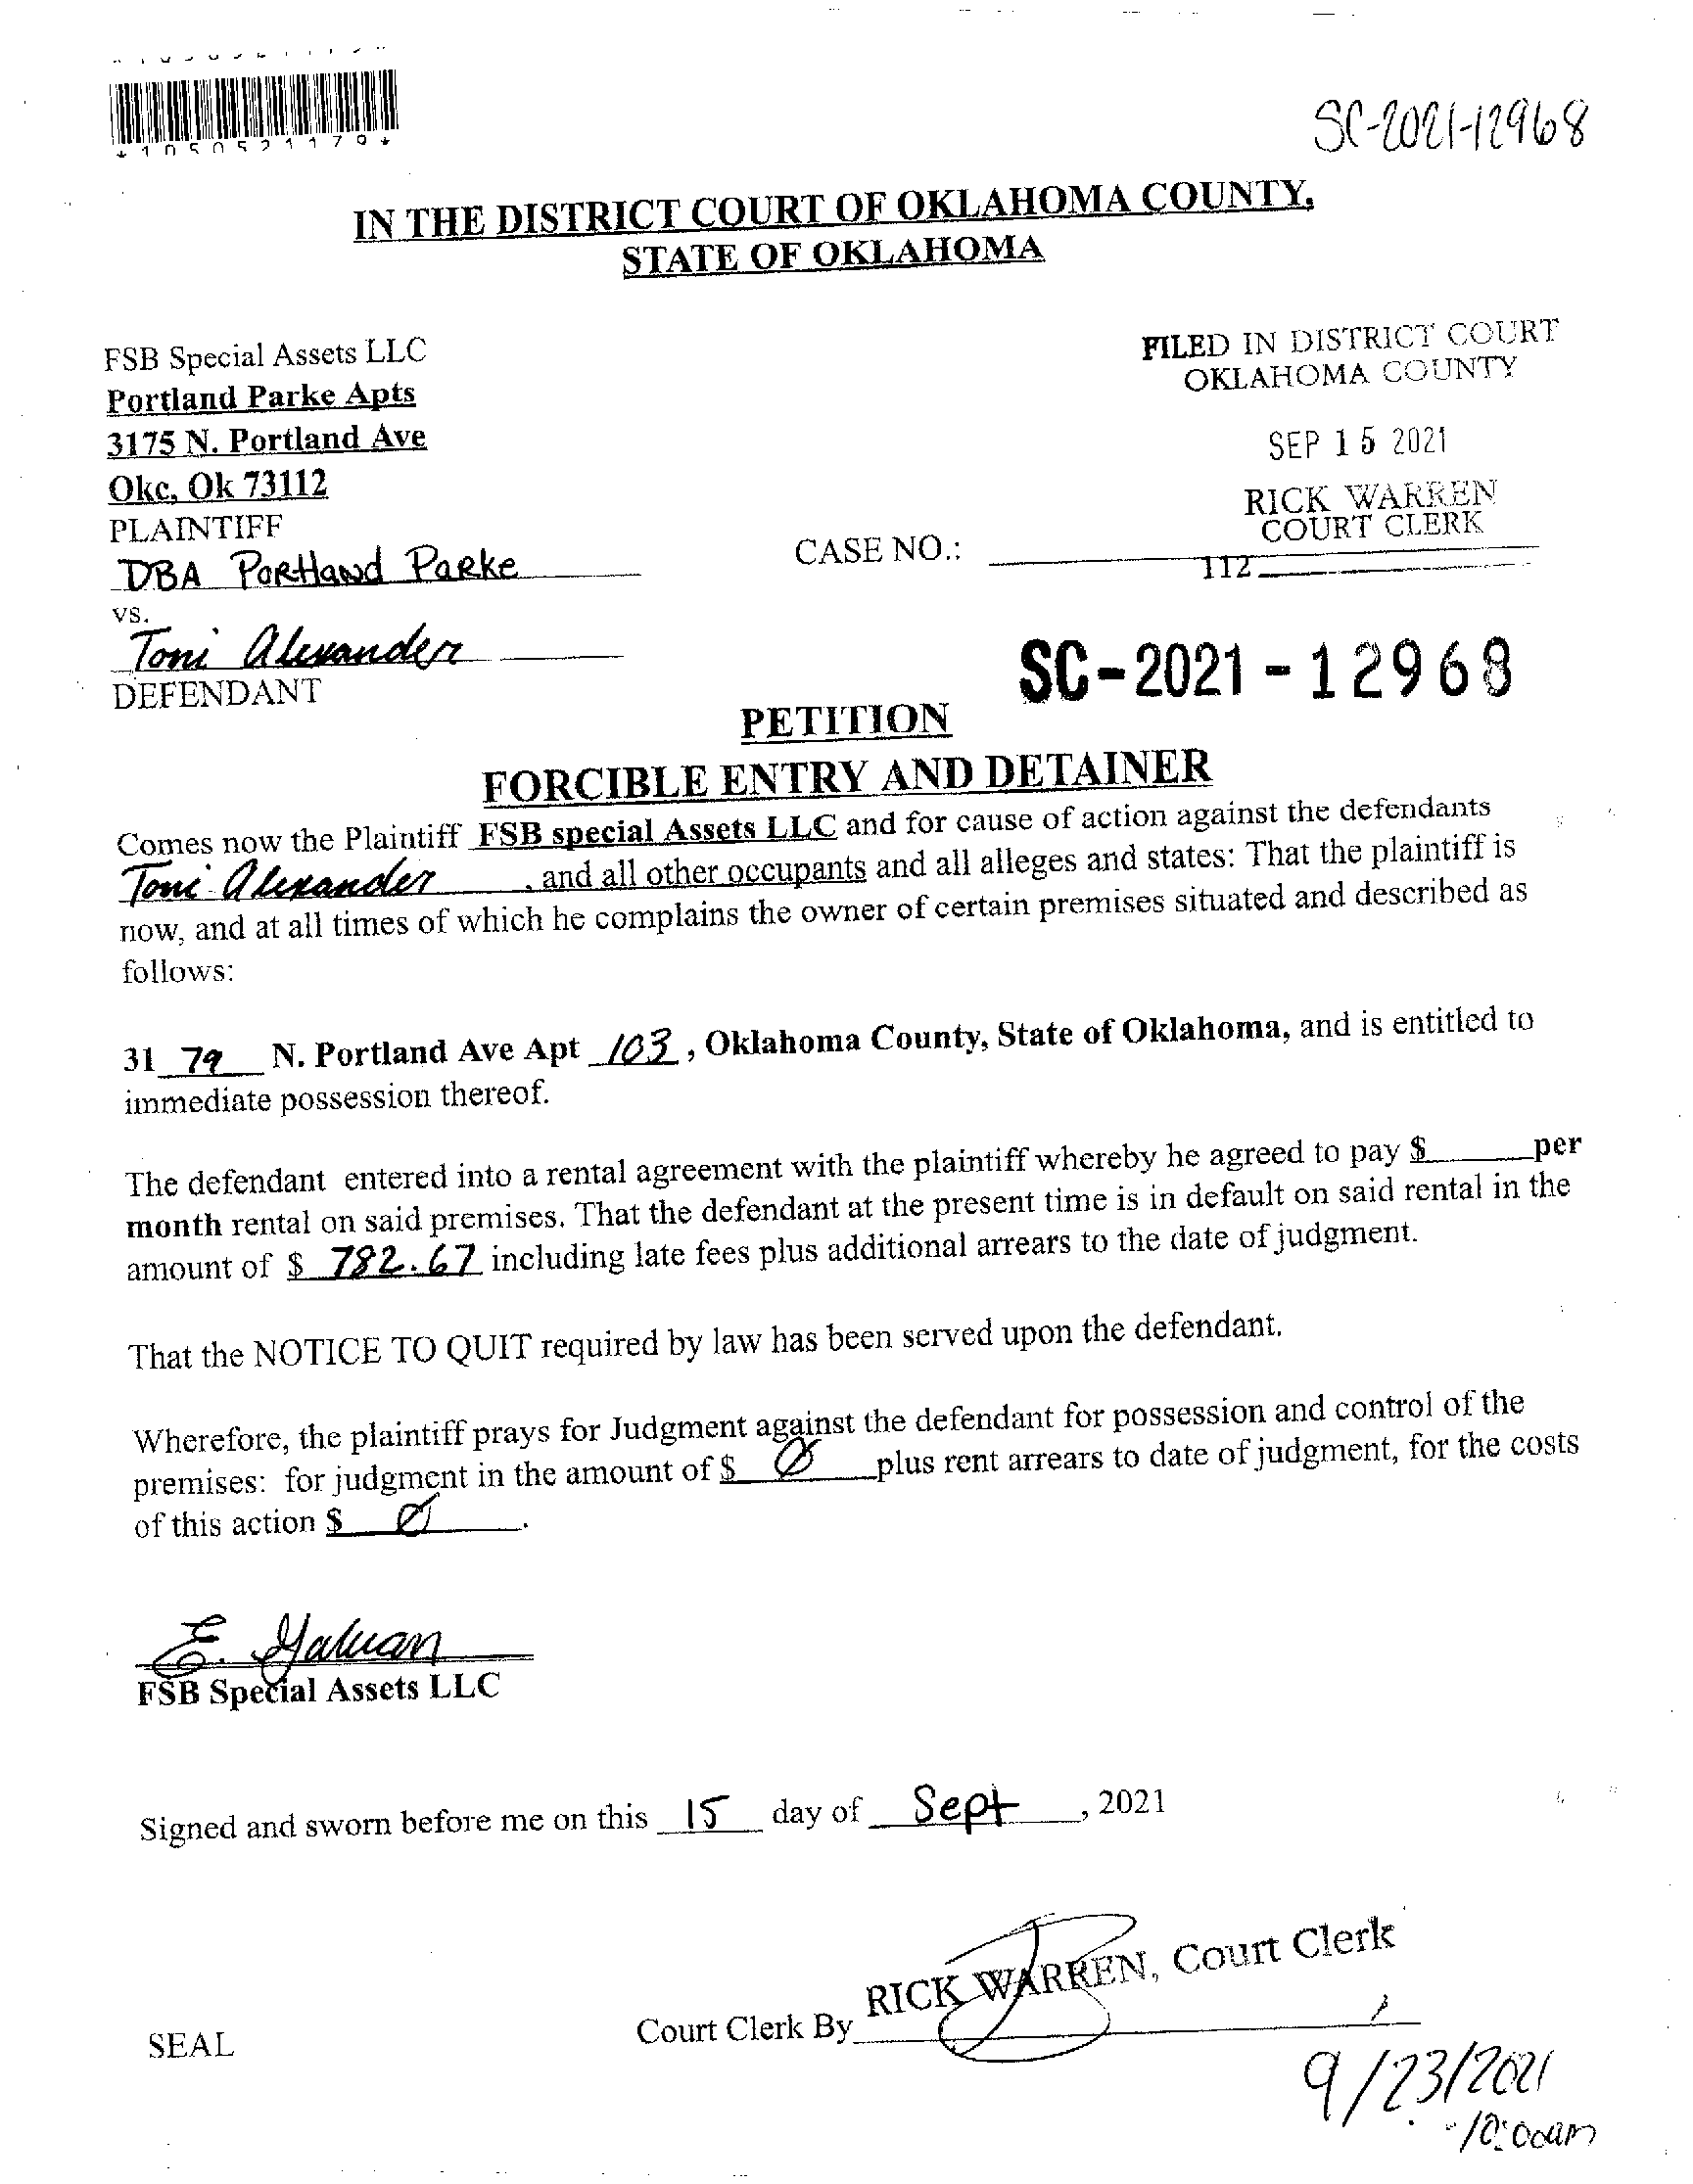 *1050521179*
SC-2021-12968
IN THE DISTRICT COURT OF OKLAHOMA COUNTY,
STATE OF OKLAHOMA
FSB Special Assets LLC
Portland Parke Apts
3175 N. Portland Ave
Okc, Ok 73112
PLAINTIFF
DBA Portland Parke
vs.
Toni Alexander
DEFENDANT
FILED IN DISTRICT COURT
OKLAHOMA COUNTY
SEP 15 2021
RICK WARREN
COURT CLERK
CASE NO.:
112
SC-2021-12968
PETITION
FORCIBLE ENTRY AND DETAINER
Comes now the Plaintiff FSB special Assets LLC and for cause of action against the defendants
Toni Alexander, and all other occupants and all alleges and states: That the plaintiff is
now, and at all times of which he complains the owner of certain premises situated and described as
follows:
31 79 N. Portland Ave Apt 103, Oklahoma County, State of Oklahoma, and is entitled to
immediate possession thereof.
The defendant entered into a rental agreement with the plaintiff whereby he agreed to pay $ per
month rental on said premises. That the defendant at the present time is in default on said rental in the
amount of $ 782.67 including late fees plus additional arrears to the date of judgment.
That the NOTICE TO QUIT required by law has been served upon the defendant.
Wherefore, the plaintiff prays for Judgment against the defendant for possession and control of the
premises: for judgment in the amount of $ Ø plus rent arrears to date of judgment, for the costs
of this action $ Ø.
E. Galvan
FSB Special Assets LLC
Signed and sworn before me on this 15 day of Sept, 2021
RICK WARREN, Court Clerk
Court Clerk By
SEAL
9/23/2021
10:00am